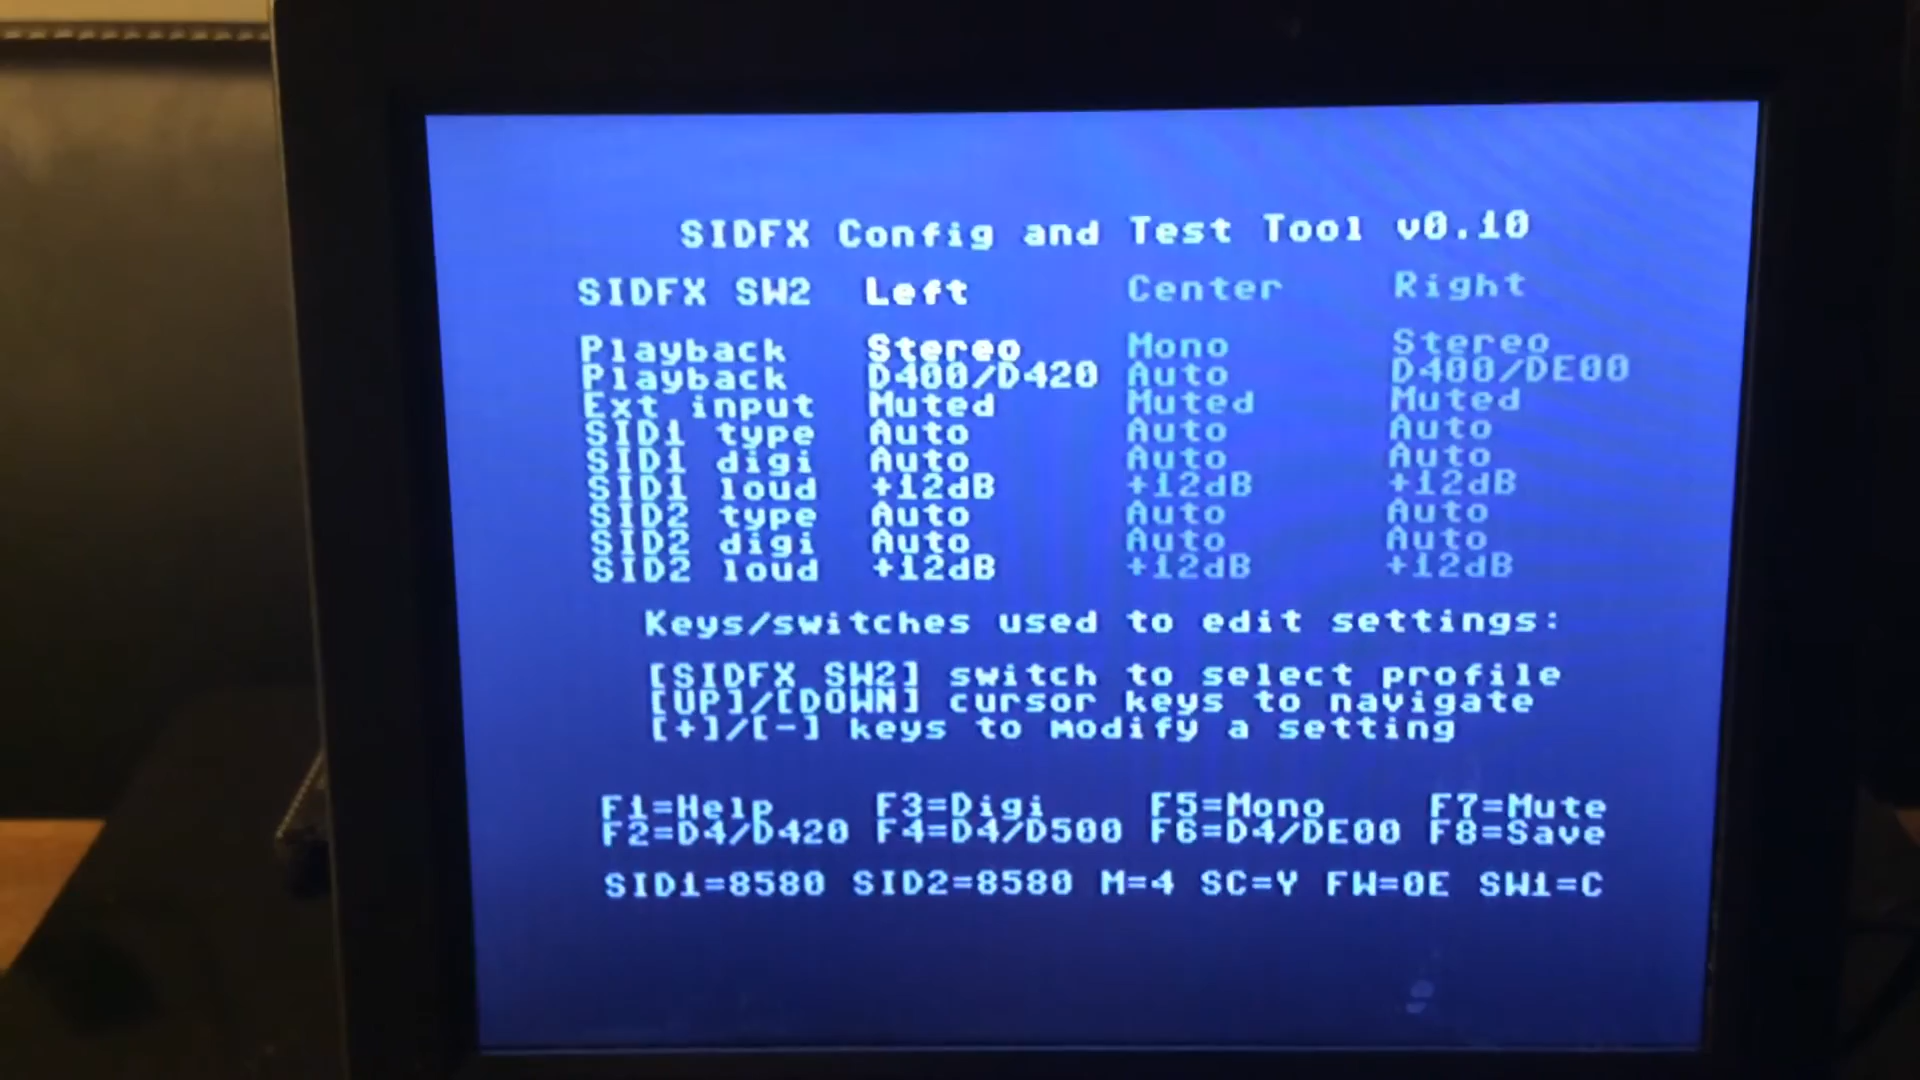 SIDFX Config and Test Tool v0.10
SIDFX SW2 Left Center Right
Playback Stereo Mono Stereo
Playback D400/D420 Auto D400/DE00
Ext input Muted Muted Muted
SID1 type Auto Auto Auto
SID1 digi Auto Auto Auto
SID1 loud +12dB +12dB +12dB
SID2 type Auto Auto Auto
SID2 digi Auto Auto Auto
SID2 loud +12dB +12dB +12dB
Keys/switches used to edit settings:
[SIDFX SW2] switch to select profile
[UP]/[DOWN] cursor keys to navigate
[+]/[-] keys to modify a setting
F1=Help F3=Digi F5=Mono F7=Mute
F2=D4/D420 F4=D4/D500 F6=D4/DE00 F8=Save
SID1=8580 SID2=8580 M=4 SC=Y FW=0E SW1=C